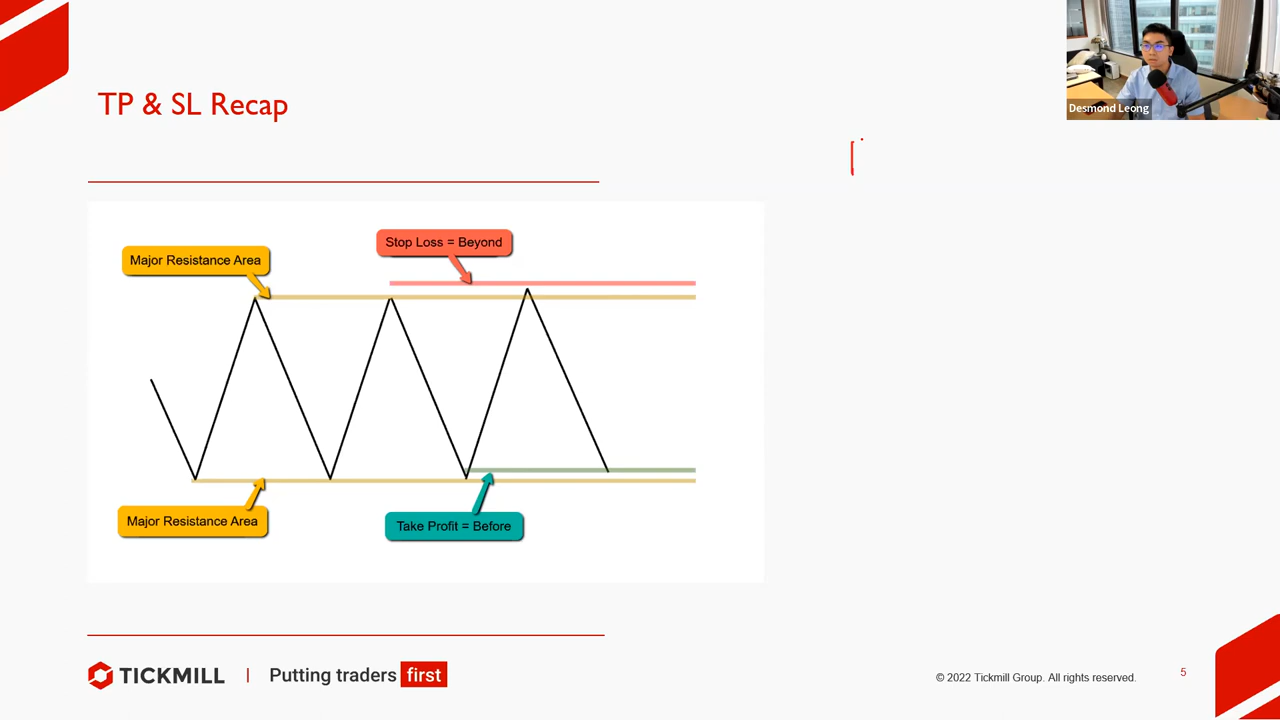 Desmond Leong
TP & SL Recap
Stop Loss = Beyond
Major Resistance Area
Major Resistance Area
Take Profit = Before
TICKMILL | Putting traders first
© 2022 Tickmill Group. All rights reserved.
5